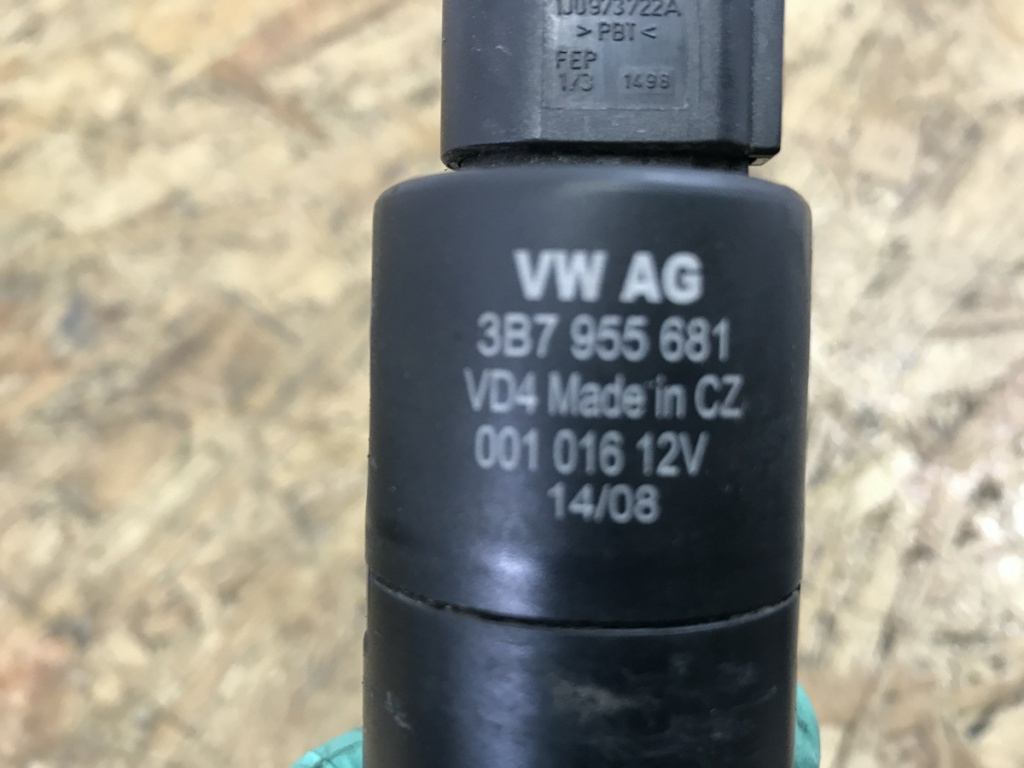 1J0973722A
>PBT<
FEP
1/3 1498
VW AG
3B7 955 681
VD4 Made in CZ
001 016 12V
14/08